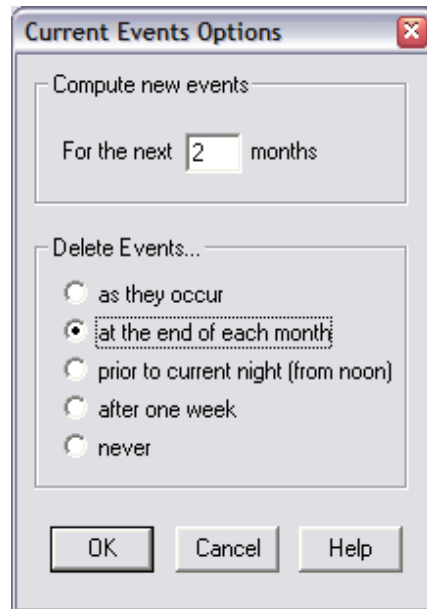 Current Events Options
Compute new events
For the next 2 months
Delete Events...
as they occur
at the end of each month
prior to current night (from noon)
after one week
never
OK Cancel Help